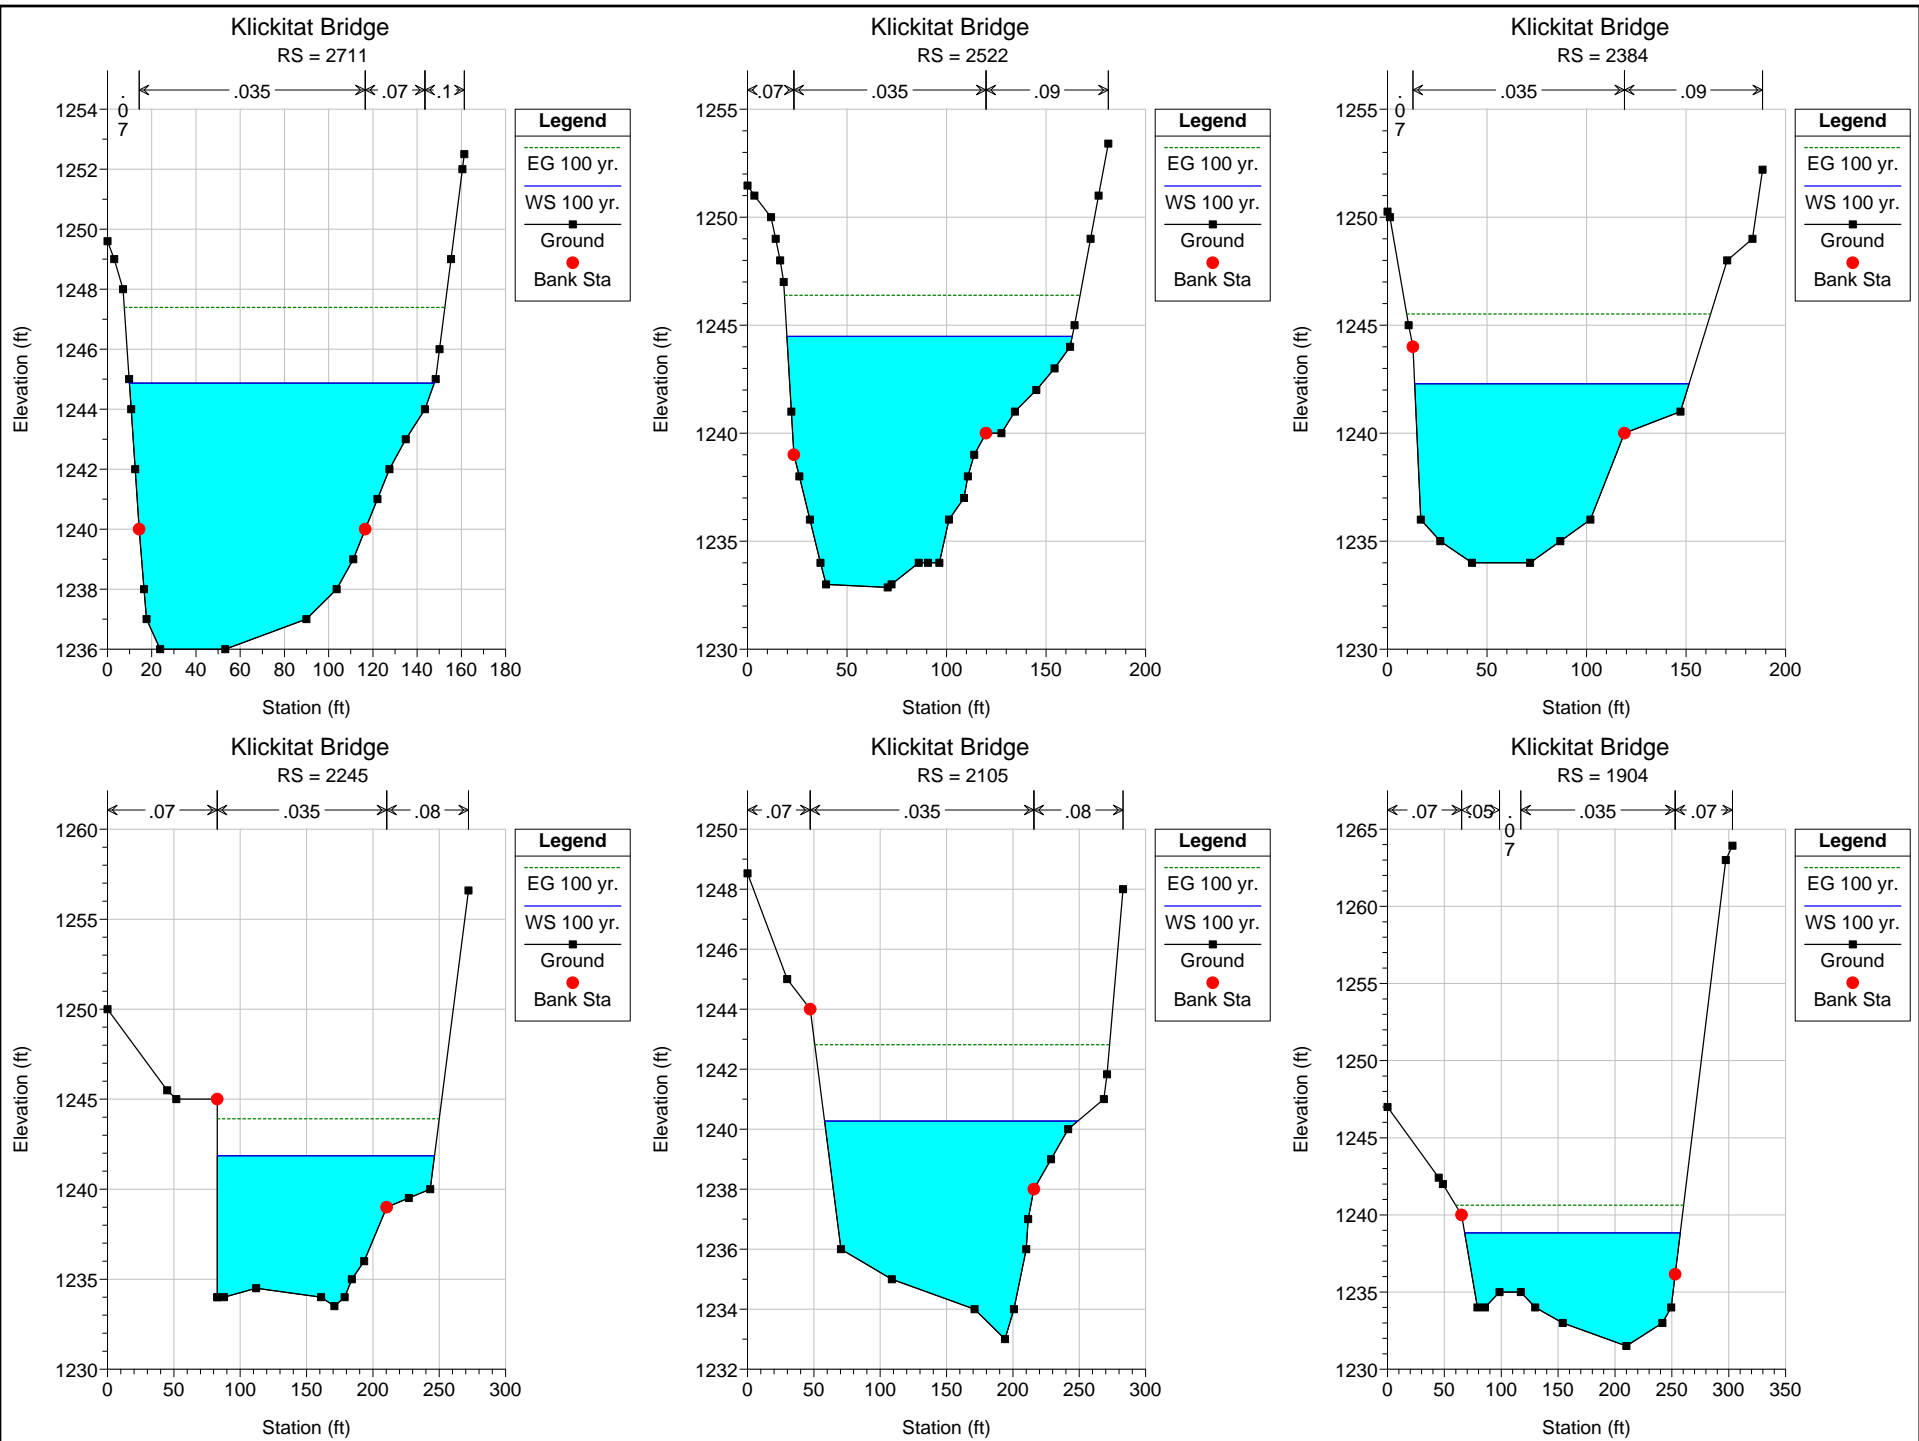 Klickitat Bridge
RS = 2711
.07 .035 .07 .1
1254
1252
1250
1248
1246
1244
1242
1240
1238
1236
0 20 40 60 80 100 120 140 160 180
Station (ft)
Elevation (ft)
Legend
EG 100 yr.
WS 100 yr.
Ground
Bank Sta
Klickitat Bridge
RS = 2522
.07 .035 .09
1255
1250
1245
1240
1235
1230
0 50 100 150 200
Station (ft)
Elevation (ft)
Legend
EG 100 yr.
WS 100 yr.
Ground
Bank Sta
Klickitat Bridge
RS = 2384
.07 .035 .09
1255
1250
1245
1240
1235
1230
0 50 100 150 200
Station (ft)
Elevation (ft)
Legend
EG 100 yr.
WS 100 yr.
Ground
Bank Sta
Klickitat Bridge
RS = 2245
.07 .035 .08
1260
1255
1250
1245
1240
1235
1230
0 50 100 150 200 250 300
Station (ft)
Elevation (ft)
Legend
EG 100 yr.
WS 100 yr.
Ground
Bank Sta
Klickitat Bridge
RS = 2105
.07 .035 .08
1250
1248
1246
1244
1242
1240
1238
1236
1234
1232
0 50 100 150 200 250 300
Station (ft)
Elevation (ft)
Legend
EG 100 yr.
WS 100 yr.
Ground
Bank Sta
Klickitat Bridge
RS = 1904
.07 .05 .07 .035 .07
1265
1260
1255
1250
1245
1240
1235
1230
0 50 100 150 200 250 300 350
Station (ft)
Elevation (ft)
Legend
EG 100 yr.
WS 100 yr.
Ground
Bank Sta